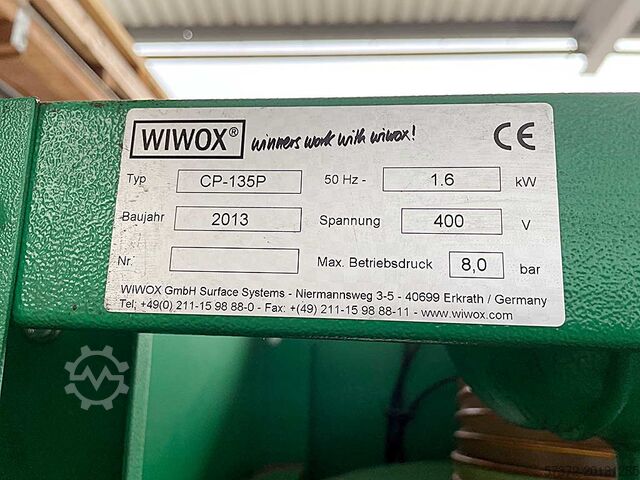 WIWOX® winners work with wiwox! CE
Typ CP-135P 50 Hz - 1.6 kW
Baujahr 2013 Spannung 400 V
Nr. Max. Betriebsdruck 8,0 bar
WIWOX GmbH Surface Systems - Niermannsweg 3-5 - 40699 Erkrath / Germany
Tel; +49(0) 211-15 98 88-0 - Fax: +(49) 211-15 98 88-11 - www.wiwox.com